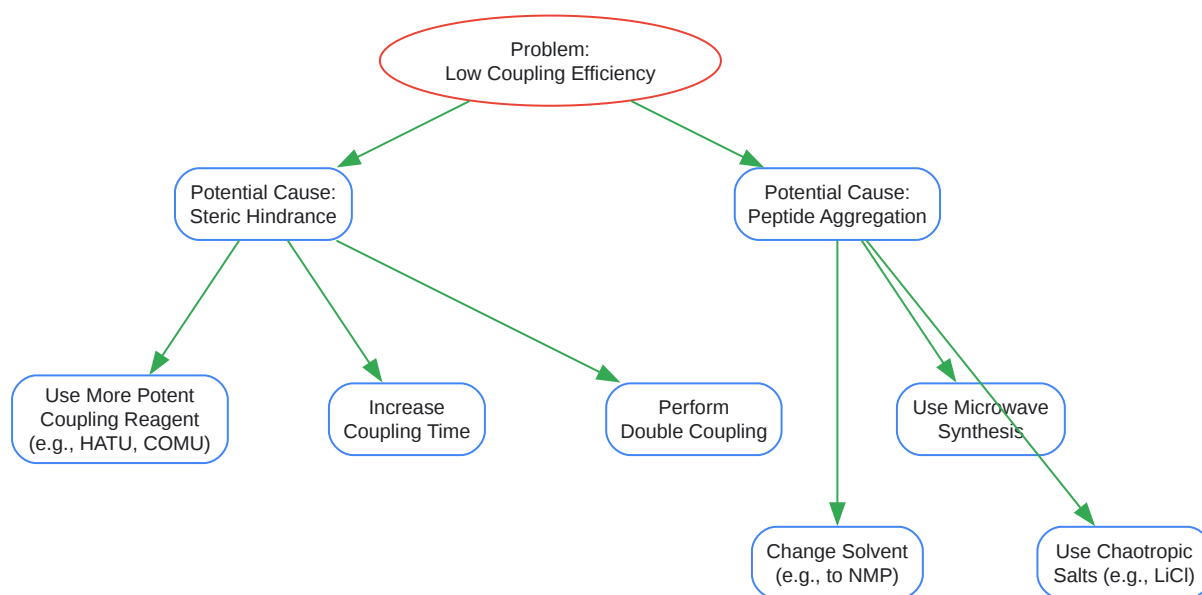 Problem:
Low Coupling Efficiency
Potential Cause:
Steric Hindrance
Potential Cause:
Peptide Aggregation
Use More Potent
Coupling Reagent
(e.g., HATU, COMU)
Increase
Coupling Time
Perform
Double Coupling
Use Microwave
Synthesis
Change Solvent
(e.g., to NMP)
Use Chaotropic
Salts (e.g., LiCl)